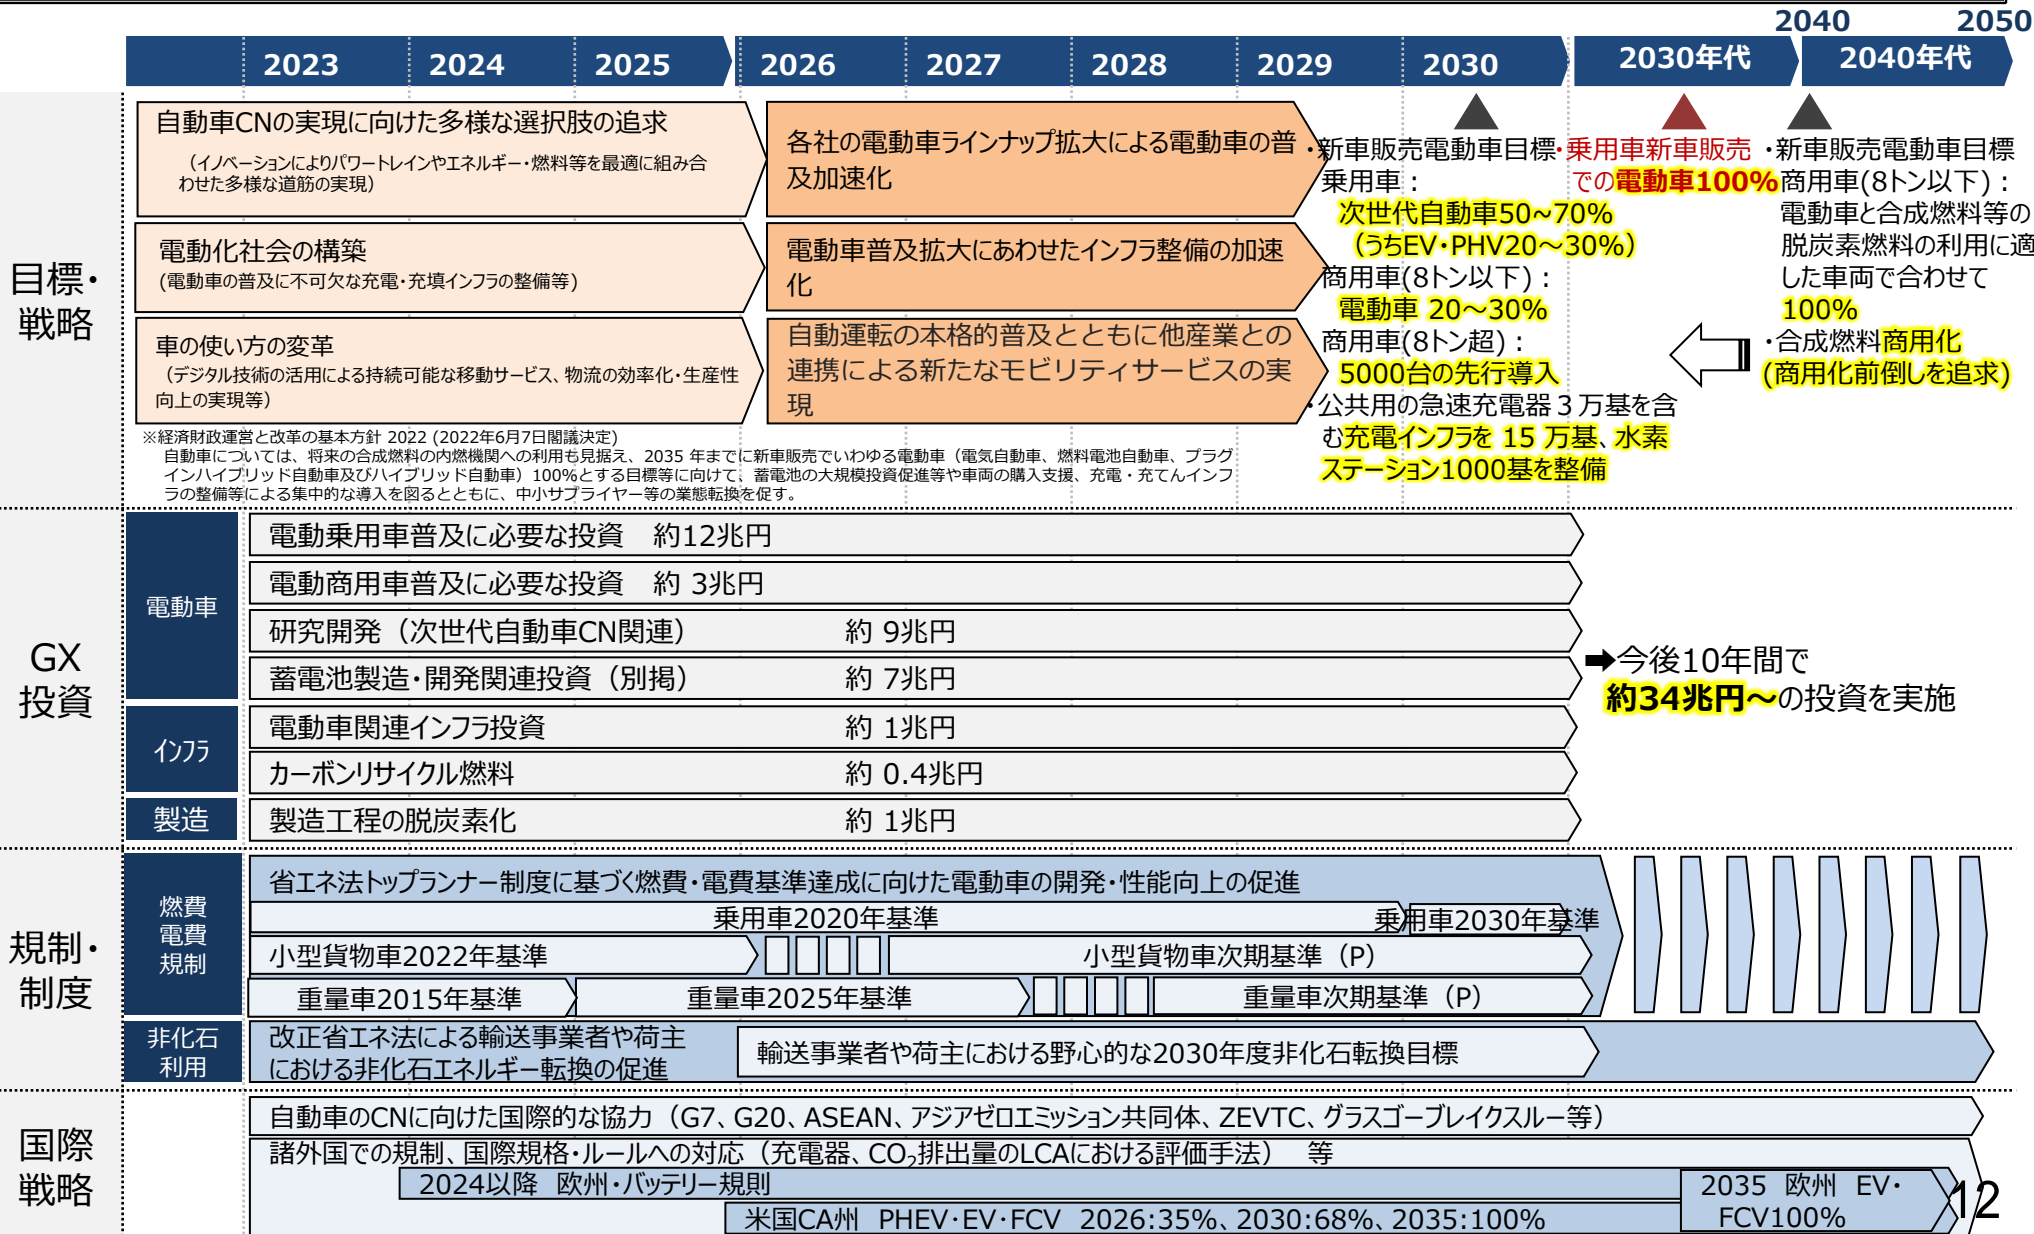 2040 2050
2023 2024 2025 2026 2027 2028 2029 2030 2030年代 2040年代
目標・
戦略
自動車CNの実現に向けた多様な選択肢の追求
（イノベーションによりパワートレインやエネルギー・燃料等を最適に組み合
わせた多様な道筋の実現）
電動化社会の構築
(電動車の普及に不可欠な充電・充填インフラの整備等)
車の使い方の変革
（デジタル技術の活用による持続可能な移動サービス、物流の効率化・生産性
向上の実現等）
各社の電動車ラインナップ拡大による電動車の普
及加速化
電動車普及拡大にあわせたインフラ整備の加速
化
自動運転の本格的普及とともに他産業との
連携による新たなモビリティサービスの実
現
・新車販売電動車目標
乗用車：
次世代自動車50~70%
（うちEV・PHV20～30%）
商用車(8トン以下)：
電動車 20～30%
商用車(8トン超)：
5000台の先行導入
・公共用の急速充電器３万基を含
む充電インフラを 15 万基、水素
ステーション1000基を整備
・乗用車新車販売
での電動車100%
・新車販売電動車目標
商用車(8トン以下)：
電動車と合成燃料等の
脱炭素燃料の利用に適
した車両で合わせて
100%
・合成燃料商用化
(商用化前倒しを追求)
※経済財政運営と改革の基本方針 2022 (2022年6月7日閣議決定)
自動車については、将来の合成燃料の内燃機関への利用も見据え、2035 年までに新車販売でいわゆる電動車（電気自動車、燃料電池自動車、プラグ
インハイブリッド自動車及びハイブリッド自動車）100%とする目標等に向けて、蓄電池の大規模投資促進等や車両の購入支援、充電・充てんインフ
ラの整備等による集中的な導入を図るとともに、中小サプライヤー等の業態転換を促す。
GX
投資
電動車
電動乗用車普及に必要な投資　約12兆円
電動商用車普及に必要な投資　約 3兆円
研究開発（次世代自動車CN関連）　約 9兆円
蓄電池製造・開発関連投資（別掲）　約 7兆円
インフラ
電動車関連インフラ投資　約 1兆円
カーボンリサイクル燃料　約 0.4兆円
製造
製造工程の脱炭素化　約 1兆円
➡今後10年間で
約34兆円～の投資を実施
規制・
制度
燃費
電費
規制
省エネ法トップランナー制度に基づく燃費・電費基準達成に向けた電動車の開発・性能向上の促進
乗用車2020年基準 乗用車2030年基準
小型貨物車2022年基準 小型貨物車次期基準（P）
重量車2015年基準 重量車2025年基準 重量車次期基準（P）
非化石
利用
改正省エネ法による輸送事業者や荷主
における非化石エネルギー転換の促進
輸送事業者や荷主における野心的な2030年度非化石転換目標
国際
戦略
自動車のCNに向けた国際的な協力（G7、G20、ASEAN、アジアゼロエミッション共同体、ZEVTC、グラスゴーブレイクスルー等）
諸外国での規制、国際規格・ルールへの対応（充電器、CO₂排出量のLCAにおける評価手法）　等
2024以降 欧州・バッテリー規則
米国CA州 PHEV・EV・FCV 2026:35%、2030:68%、2035:100%
2035 欧州 EV・
FCV100%
12